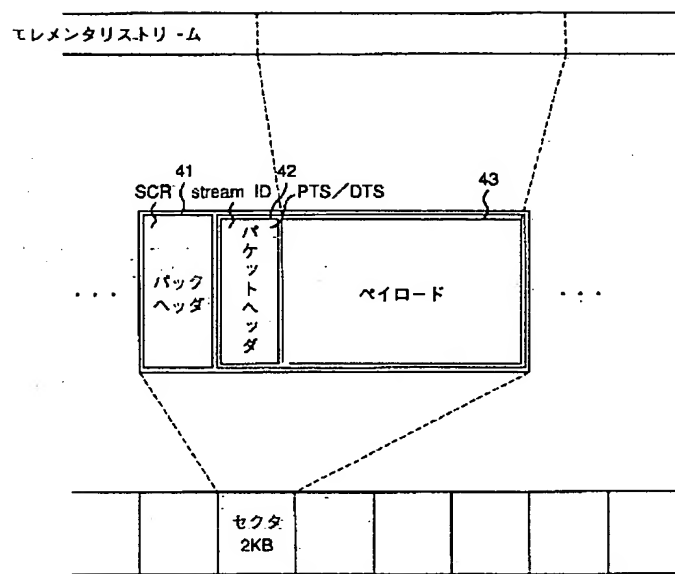 エレメンタリストリーム
41
42
43
SCR stream ID PTS／DTS
パック
ヘッダ
パケットヘッダ
ペイロード
...
...
セクタ
2KB